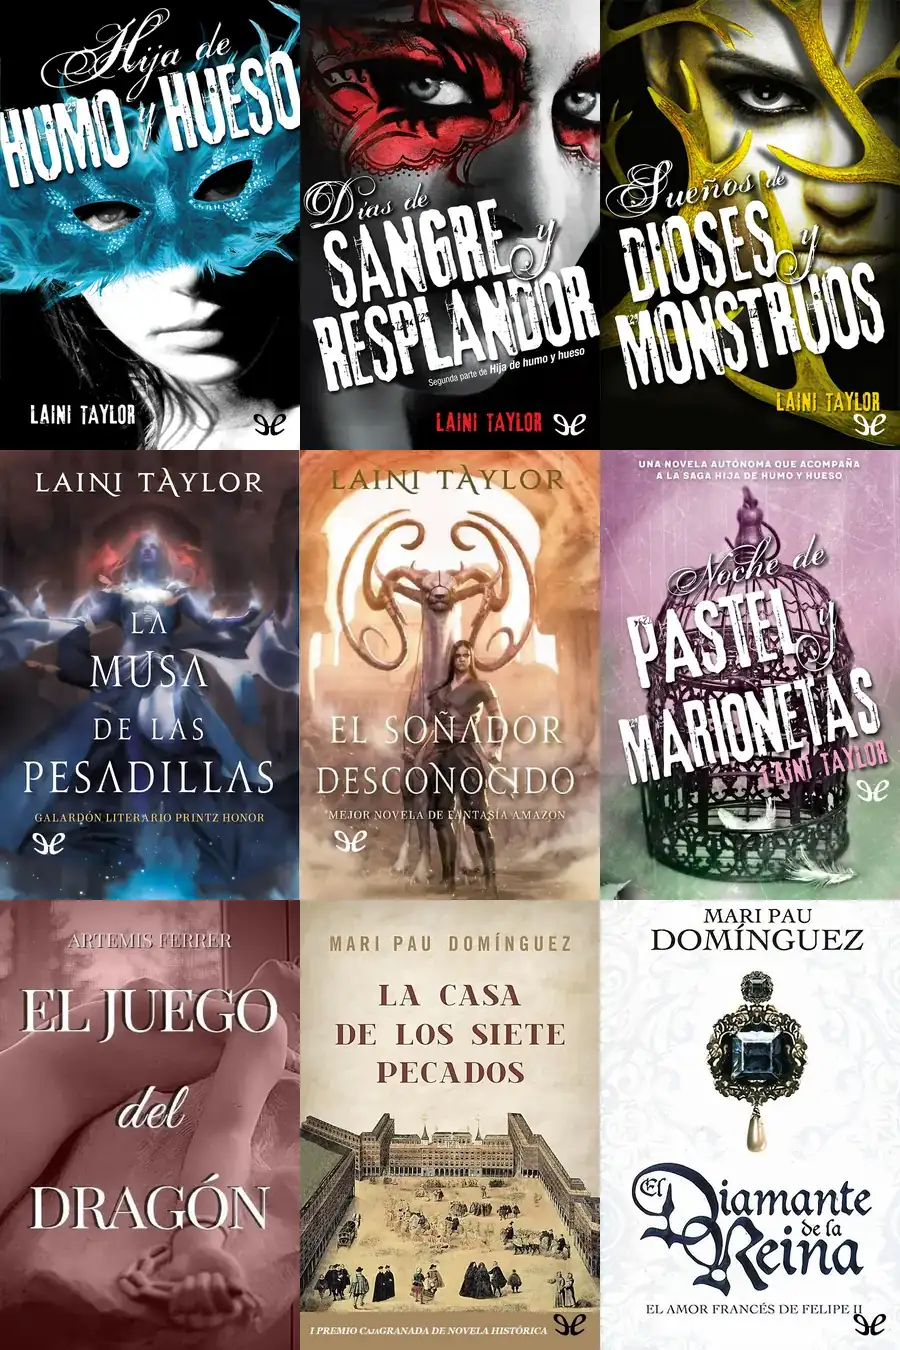 Hija de
HUMO y HUESO
LAINI TAYLOR
Días de
SANGRE y
RESPLANDOR
Segunda parte de Hija de humo y hueso
LAINI TAYLOR
Sueños de
DIOSES y
MONSTRUOS
LAINI TAYLOR
LAINI TAYLOR
LA
MUSA
DE LAS
PESADILLAS
GALARDÓN LITERARIO PRINTZ HONOR
LAINI TAYLOR
EL SOÑADOR
DESCONOCIDO
MEJOR NOVELA DE FANTASÍA AMAZON
UNA NOVELA AUTÓNOMA QUE ACOMPAÑA
A LA SAGA HIJA DE HUMO Y HUESO
Noche de
PASTEL y
MARIONETAS
LAINI TAYLOR
ARTEMIS FERRER
EL JUEGO
del
DRAGÓN
MARI PAU DOMÍNGUEZ
LA CASA
DE LOS SIETE
PECADOS
I PREMIO CajaGRANADA DE NOVELA HISTÓRICA
MARI PAU
DOMÍNGUEZ
El Diamante
de la
Reina
EL AMOR FRANCÉS DE FELIPE II